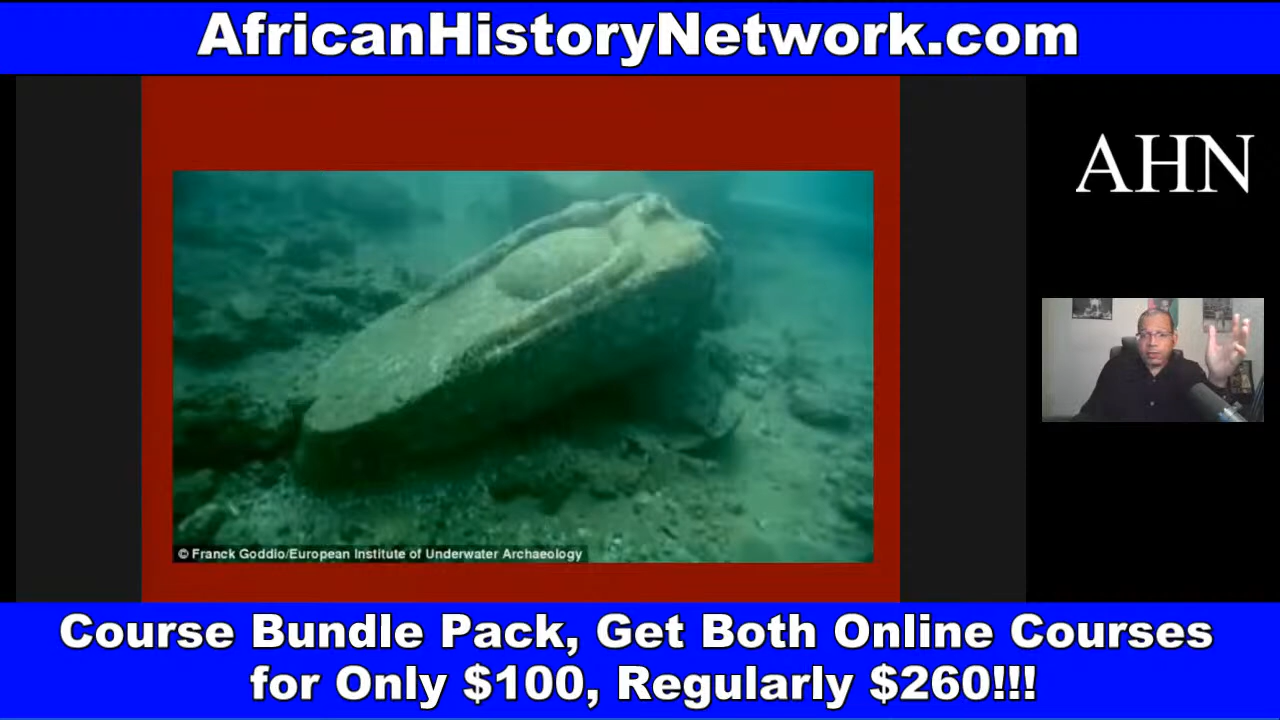 AfricanHistoryNetwork.com
AHN
© Franck Goddio/European Institute of Underwater Archaeology
Course Bundle Pack, Get Both Online Courses
for Only $100, Regularly $260!!!